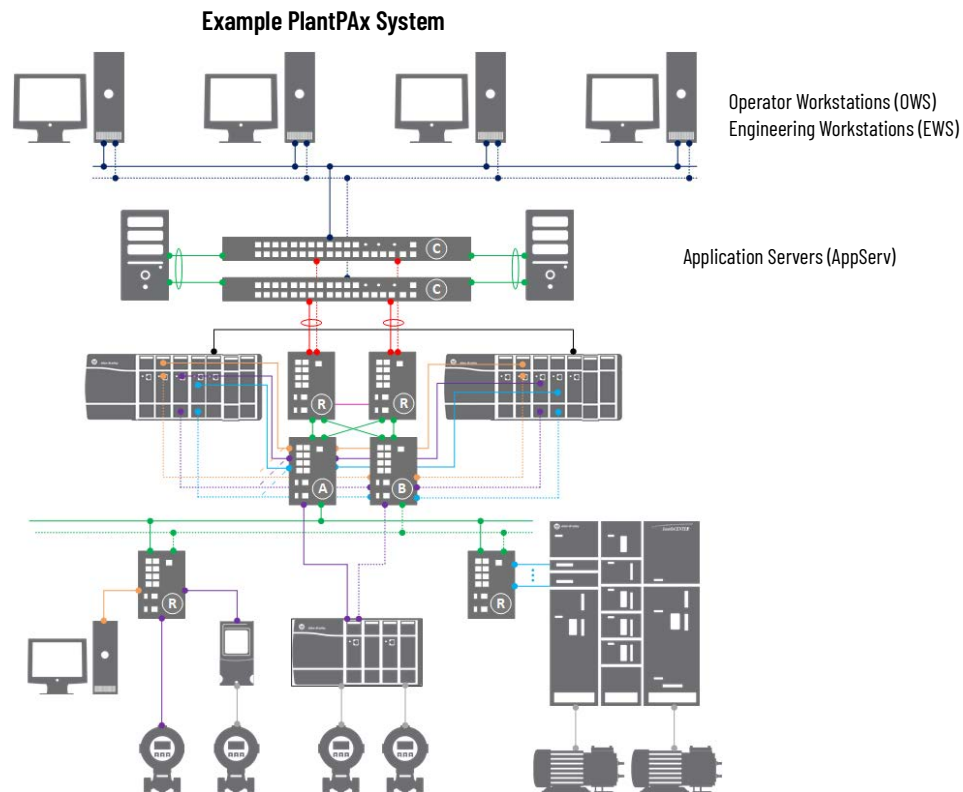 Example PlantPAx System
Operator Workstations (OWS)
Engineering Workstations (EWS)
C
Application Servers (AppServ)
C
R
R
A
B
R
R